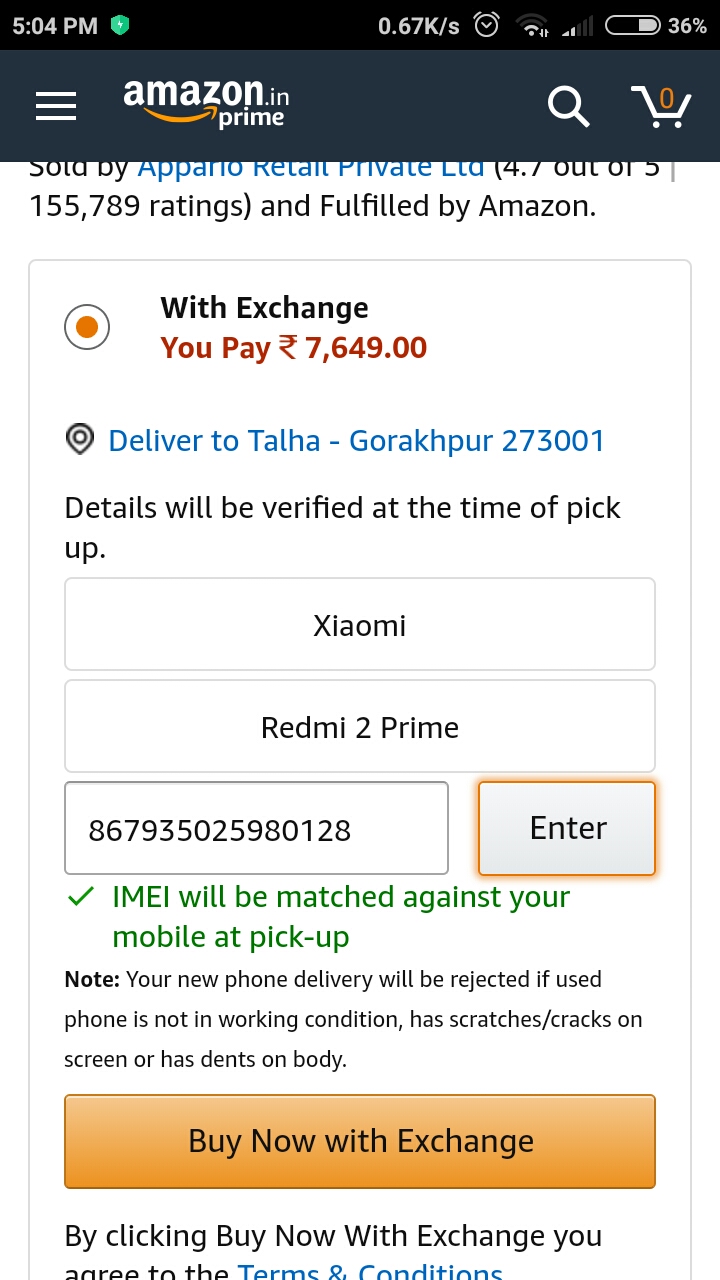 5:04 PM 0.67K/s 36%
amazon.in
prime
0
Sold by Appario Retail Private Ltd (4.7 out of 5 |
155,789 ratings) and Fulfilled by Amazon.
With Exchange
You Pay ₹ 7,649.00
Deliver to Talha - Gorakhpur 273001
Details will be verified at the time of pick
up.
Xiaomi
Redmi 2 Prime
867935025980128
Enter
IMEI will be matched against your
mobile at pick-up
Note: Your new phone delivery will be rejected if used
phone is not in working condition, has scratches/cracks on
screen or has dents on body.
Buy Now with Exchange
By clicking Buy Now With Exchange you
agree to the Terms & Conditions